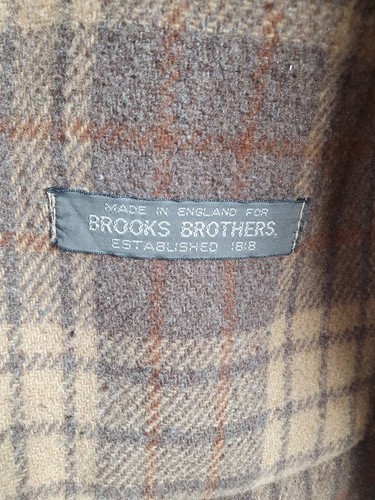 MADE IN ENGLAND FOR
BROOKS BROTHERS,
ESTABLISHED 1818